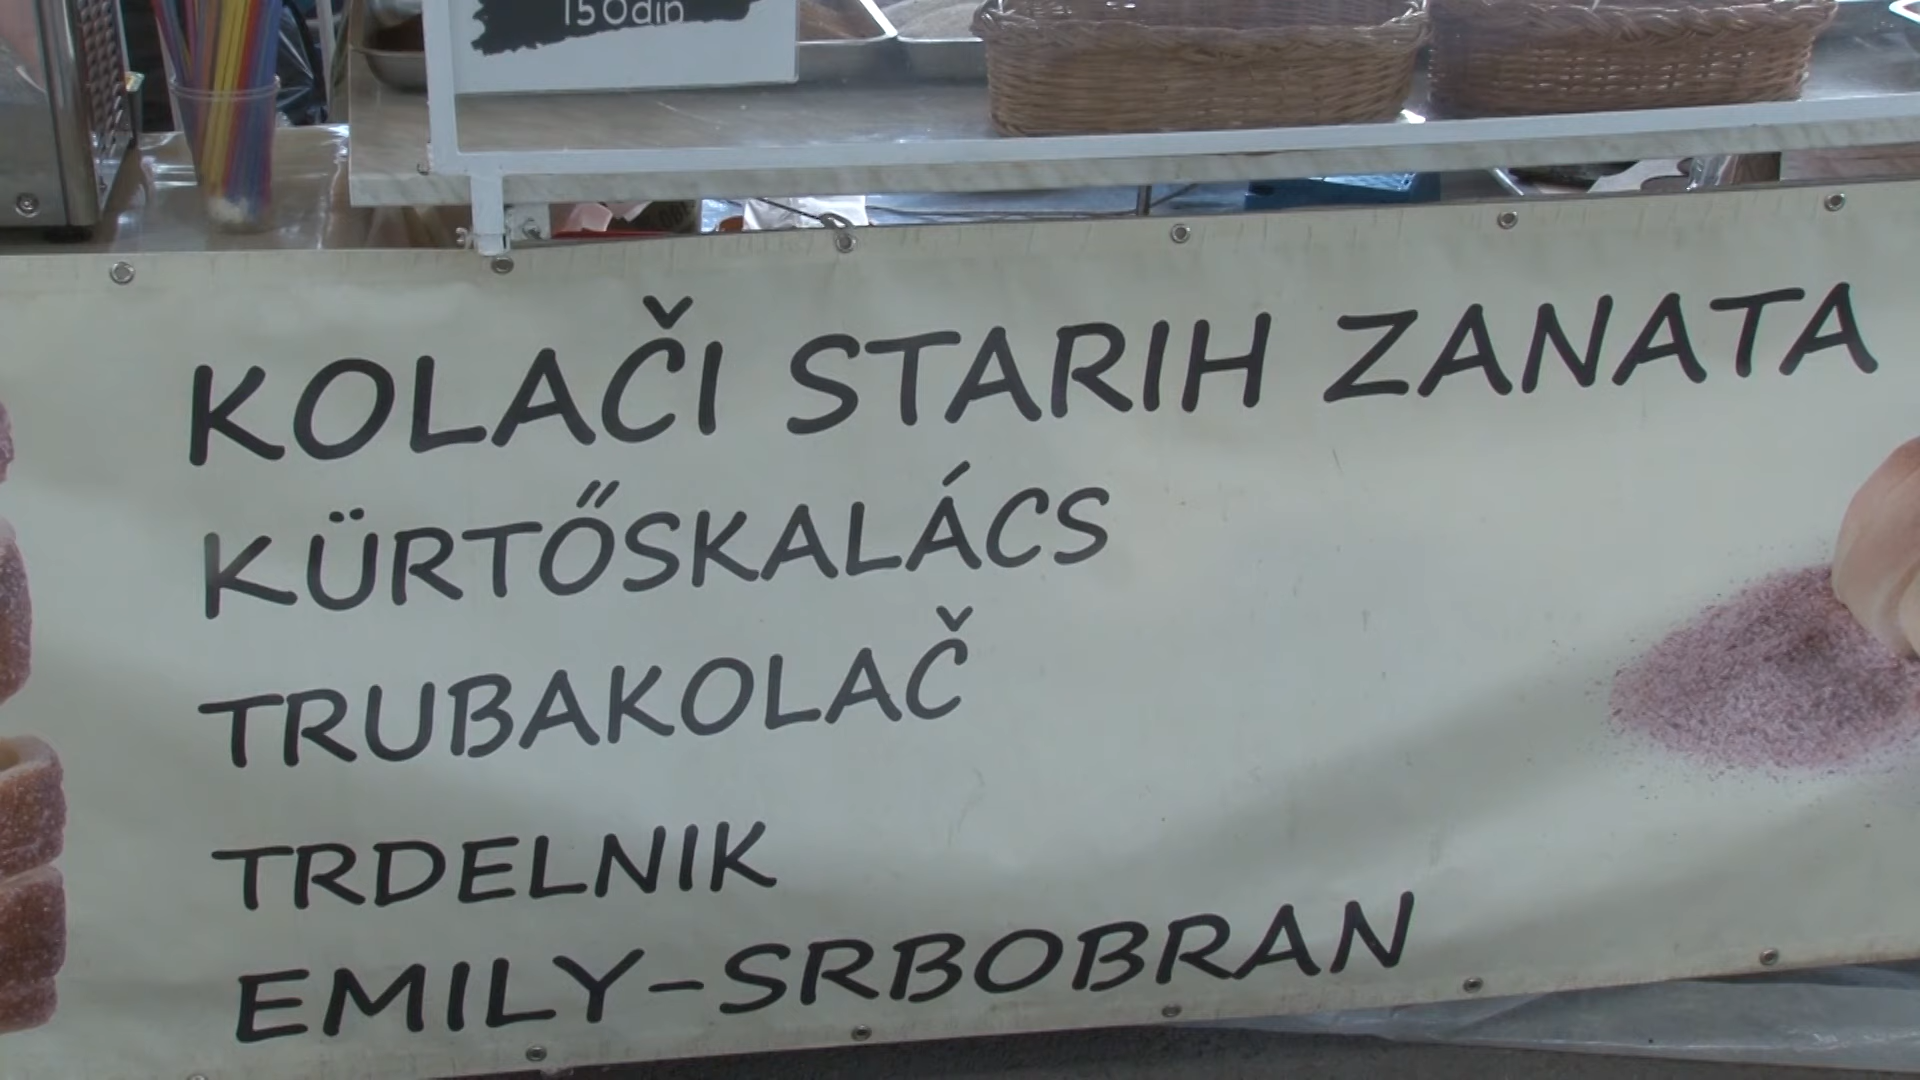 150din
KOLAČI STARIH ZANATA
KÜRTŐSKALÁCS
TRUBAKOLAČ
TRDELNIK
EMILY-SRBOBRAN